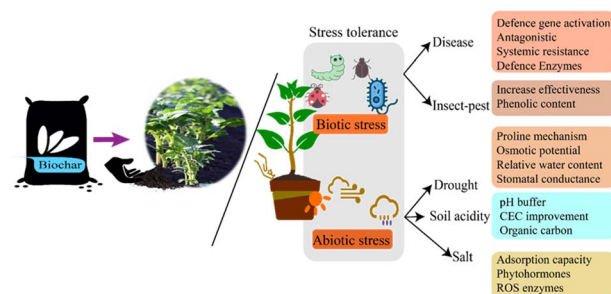 Stress tolerance
Biochar
Biotic stress
Abiotic stress
Disease
Insect-pest
Drought
Soil acidity
Salt
Defence gene activation
Antagonistic
Systemic resistance
Defence Enzymes
Increase effectiveness
Phenolic content
Proline mechanism
Osmotic potential
Relative water content
Stomatal conductance
pH buffer
CEC improvement
Organic carbon
Adsorption capacity
Phytohormones
ROS enzymes